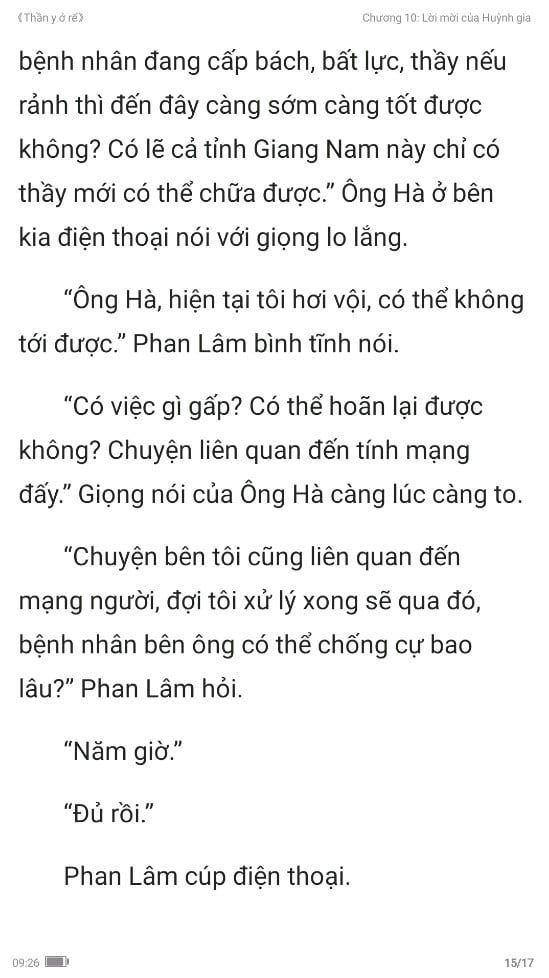 《Thần y ở rể》 Chương 10: Lời mời của Huỳnh gia
bệnh nhân đang cấp bách, bất lực, thầy nếu
rảnh thì đến đây càng sớm càng tốt được
không? Có lẽ cả tỉnh Giang Nam này chỉ có
thầy mới có thể chữa được.” Ông Hà ở bên
kia điện thoại nói với giọng lo lắng.
“Ông Hà, hiện tại tôi hơi vội, có thể không
tới được.” Phan Lâm bình tĩnh nói.
“Có việc gì gấp? Có thể hoãn lại được
không? Chuyện liên quan đến tính mạng
đấy.” Giọng nói của Ông Hà càng lúc càng to.
“Chuyện bên tôi cũng liên quan đến
mạng người, đợi tôi xử lý xong sẽ qua đó,
bệnh nhân bên ông có thể chống cự bao
lâu?” Phan Lâm hỏi.
“Năm giờ.”
“Đủ rồi.”
Phan Lâm cúp điện thoại.
09:26 15/17